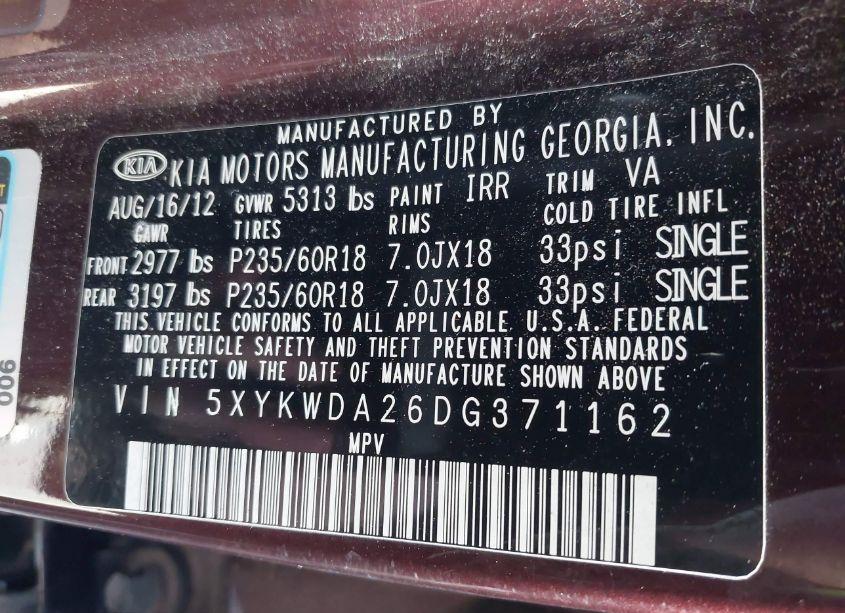 MANUFACTURED BY
KIA KIA MOTORS MANUFACTURING GEORGIA, INC.
AUG/16/12 GVWR 5313 lbs PAINT IRR TRIM VA
GAWR TIRES RIMS COLD TIRE INFL
FRONT 2977 lbs P235/60R18 7.0JX18 33psi SINGLE
REAR 3197 lbs P235/60R18 7.0JX18 33psi SINGLE
THIS VEHICLE CONFORMS TO ALL APPLICABLE U.S.A. FEDERAL
MOTOR VEHICLE SAFETY AND THEFT PREVENTION STANDARDS
IN EFFECT ON THE DATE OF MANUFACTURE SHOWN ABOVE
VIN 5XYKWDA26DG371162
MPV